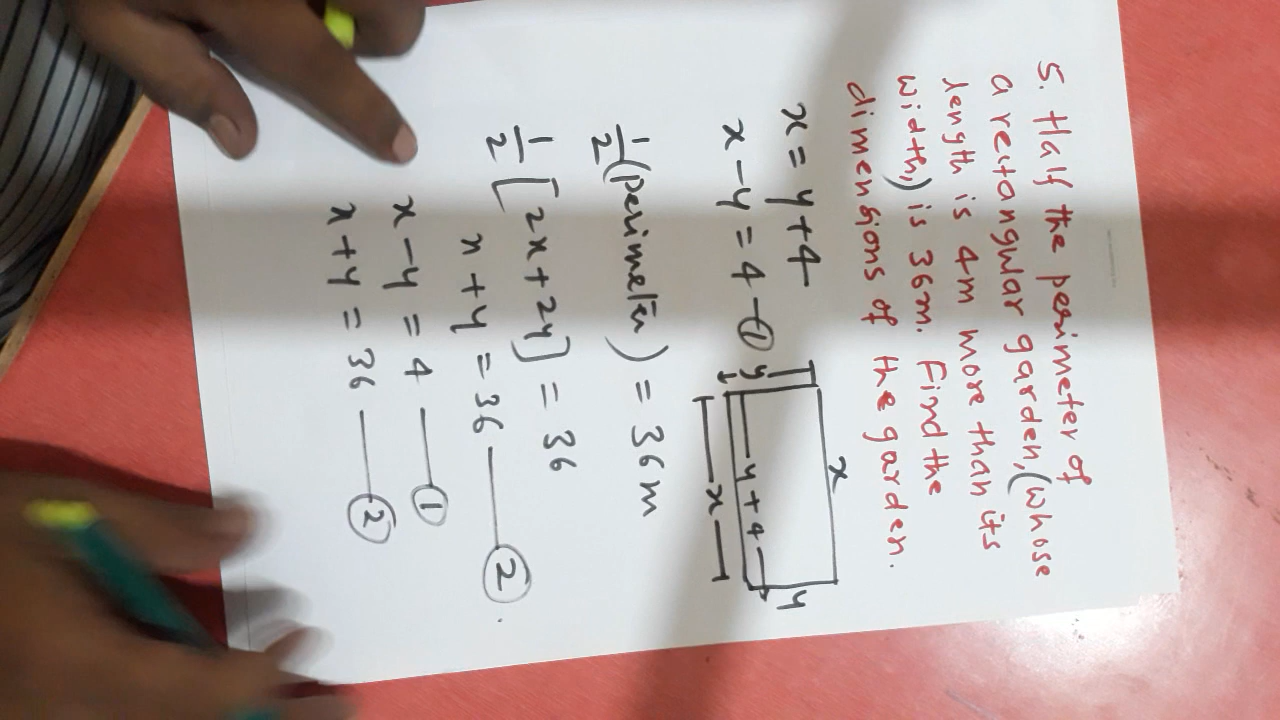 5. Half the perimeter of
a rectangular garden, (whose
length is 4m more than its
width,) is 36m. Find the
dimensions of the garden.
x = y + 4
x - y = 4 - ①
x
y
y
y + 4
x
1/2 (perimeter) = 36m
1/2 [2x + 2y] = 36
x + y = 36 — ②.
x - y = 4 — ①
x + y = 36 — ②